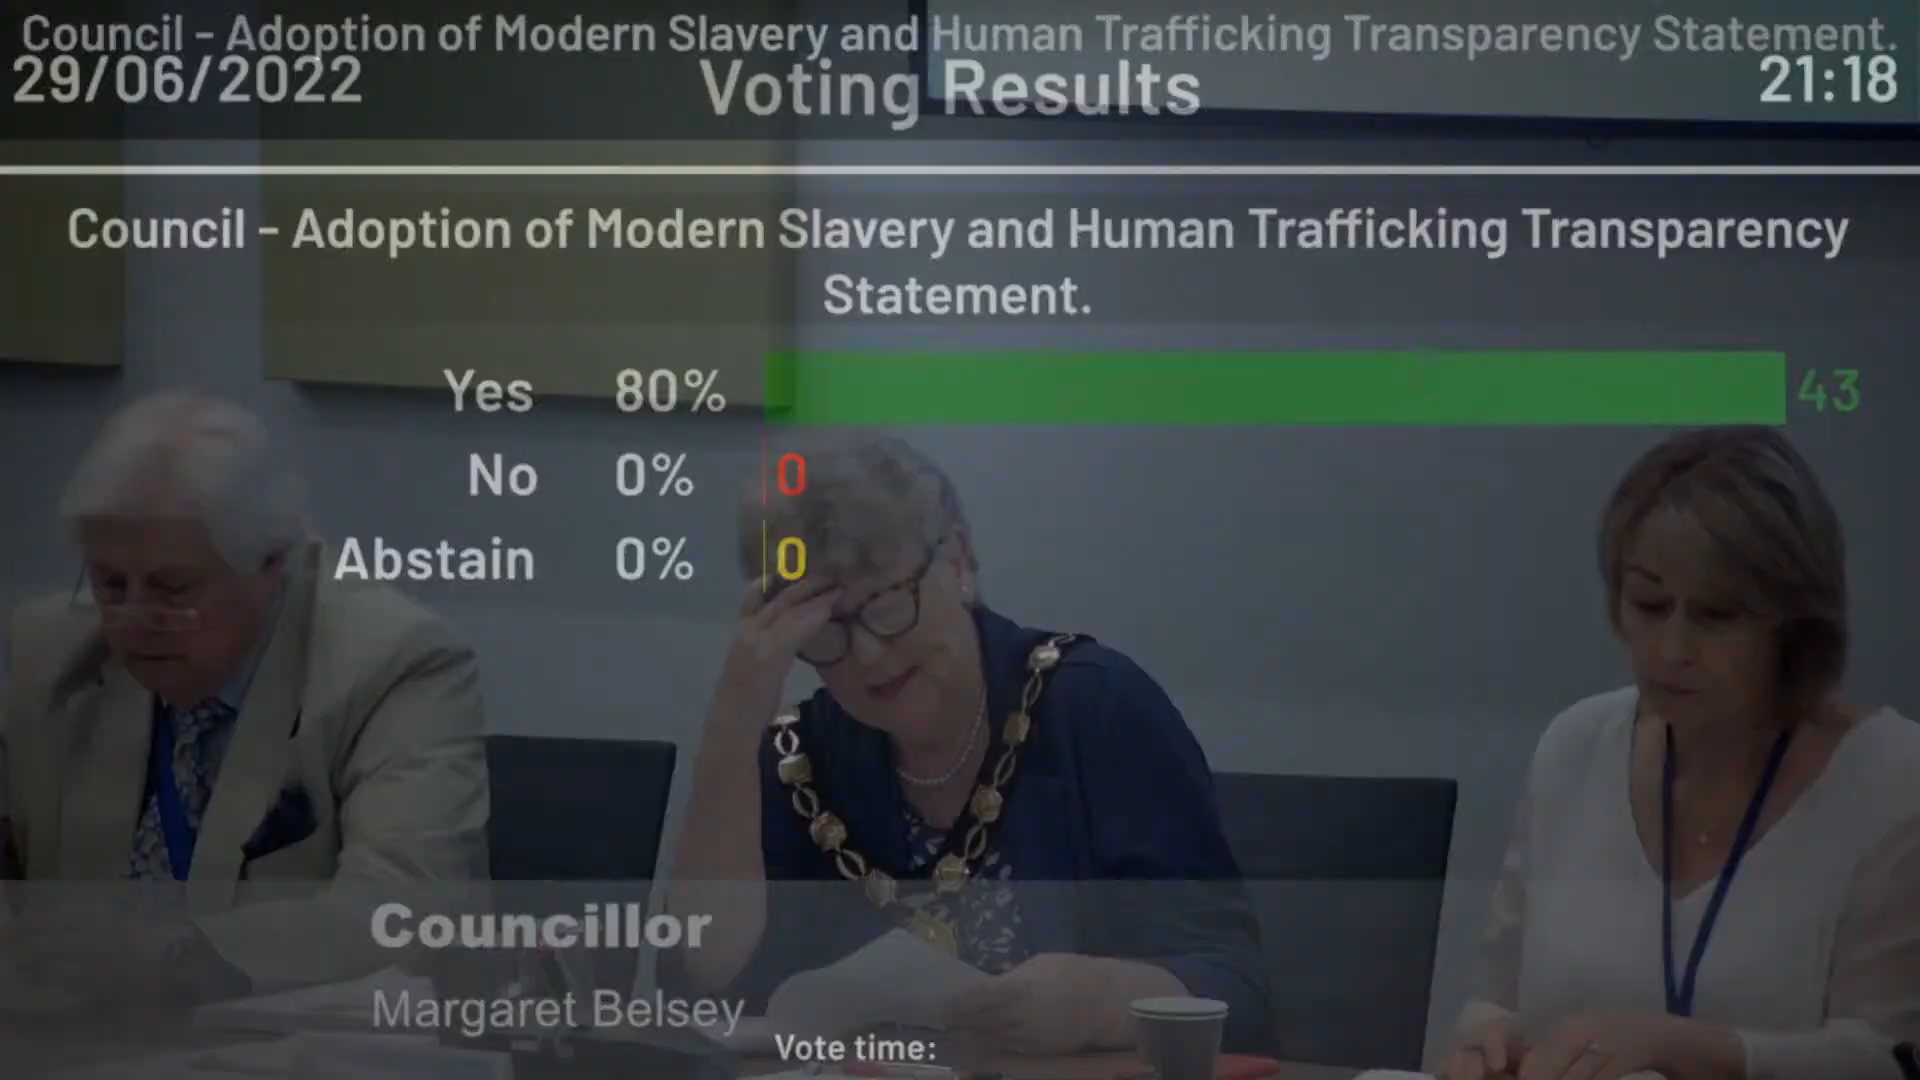 Council - Adoption of Modern Slavery and Human Trafficking Transparency Statement.
29/06/2022 Voting Results 21:18
Council - Adoption of Modern Slavery and Human Trafficking Transparency
Statement.
Yes 80% 43
No 0% 0
Abstain 0% 0
Councillor
Margaret Belsey
Vote time: